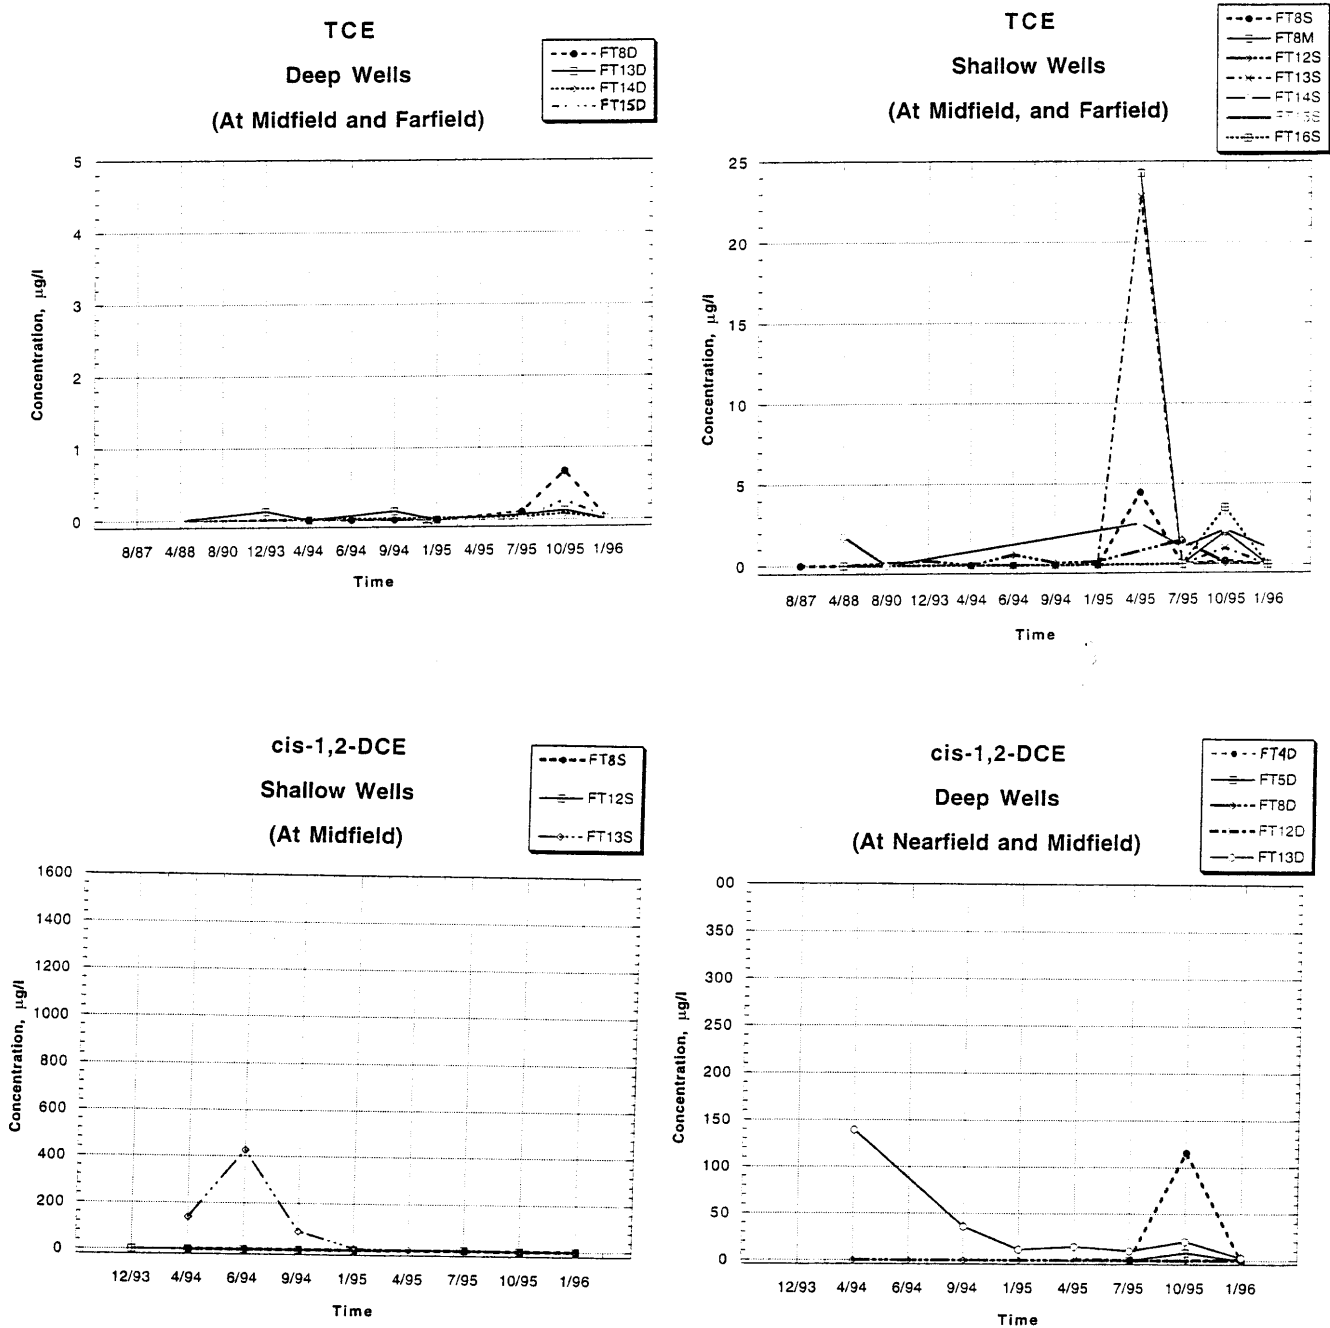 TCE
Deep Wells
(At Midfield and Farfield)
FT8D
FT13D
FT14D
FT15D
Concentration, µg/l
5
4
3
2
1
0
8/87 4/88 8/90 12/93 4/94 6/94 9/94 1/95 4/95 7/95 10/95 1/96
Time
TCE
Shallow Wells
(At Midfield, and Farfield)
FT8S
FT8M
FT12S
FT13S
FT14S
FT15S
FT16S
Concentration, µg/l
25
20
15
10
5
0
8/87 4/88 8/90 12/93 4/94 6/94 9/94 1/95 4/95 7/95 10/95 1/96
Time
cis-1,2-DCE
Shallow Wells
(At Midfield)
FT8S
FT12S
FT13S
Concentration, µg/l
1600
1400
1200
1000
800
600
400
200
0
12/93 4/94 6/94 9/94 1/95 4/95 7/95 10/95 1/96
Time
cis-1,2-DCE
Deep Wells
(At Nearfield and Midfield)
FT4D
FT5D
FT8D
FT12D
FT13D
Concentration, µg/l
00
350
300
250
200
150
100
50
0
12/93 4/94 6/94 9/94 1/95 4/95 7/95 10/95 1/96
Time